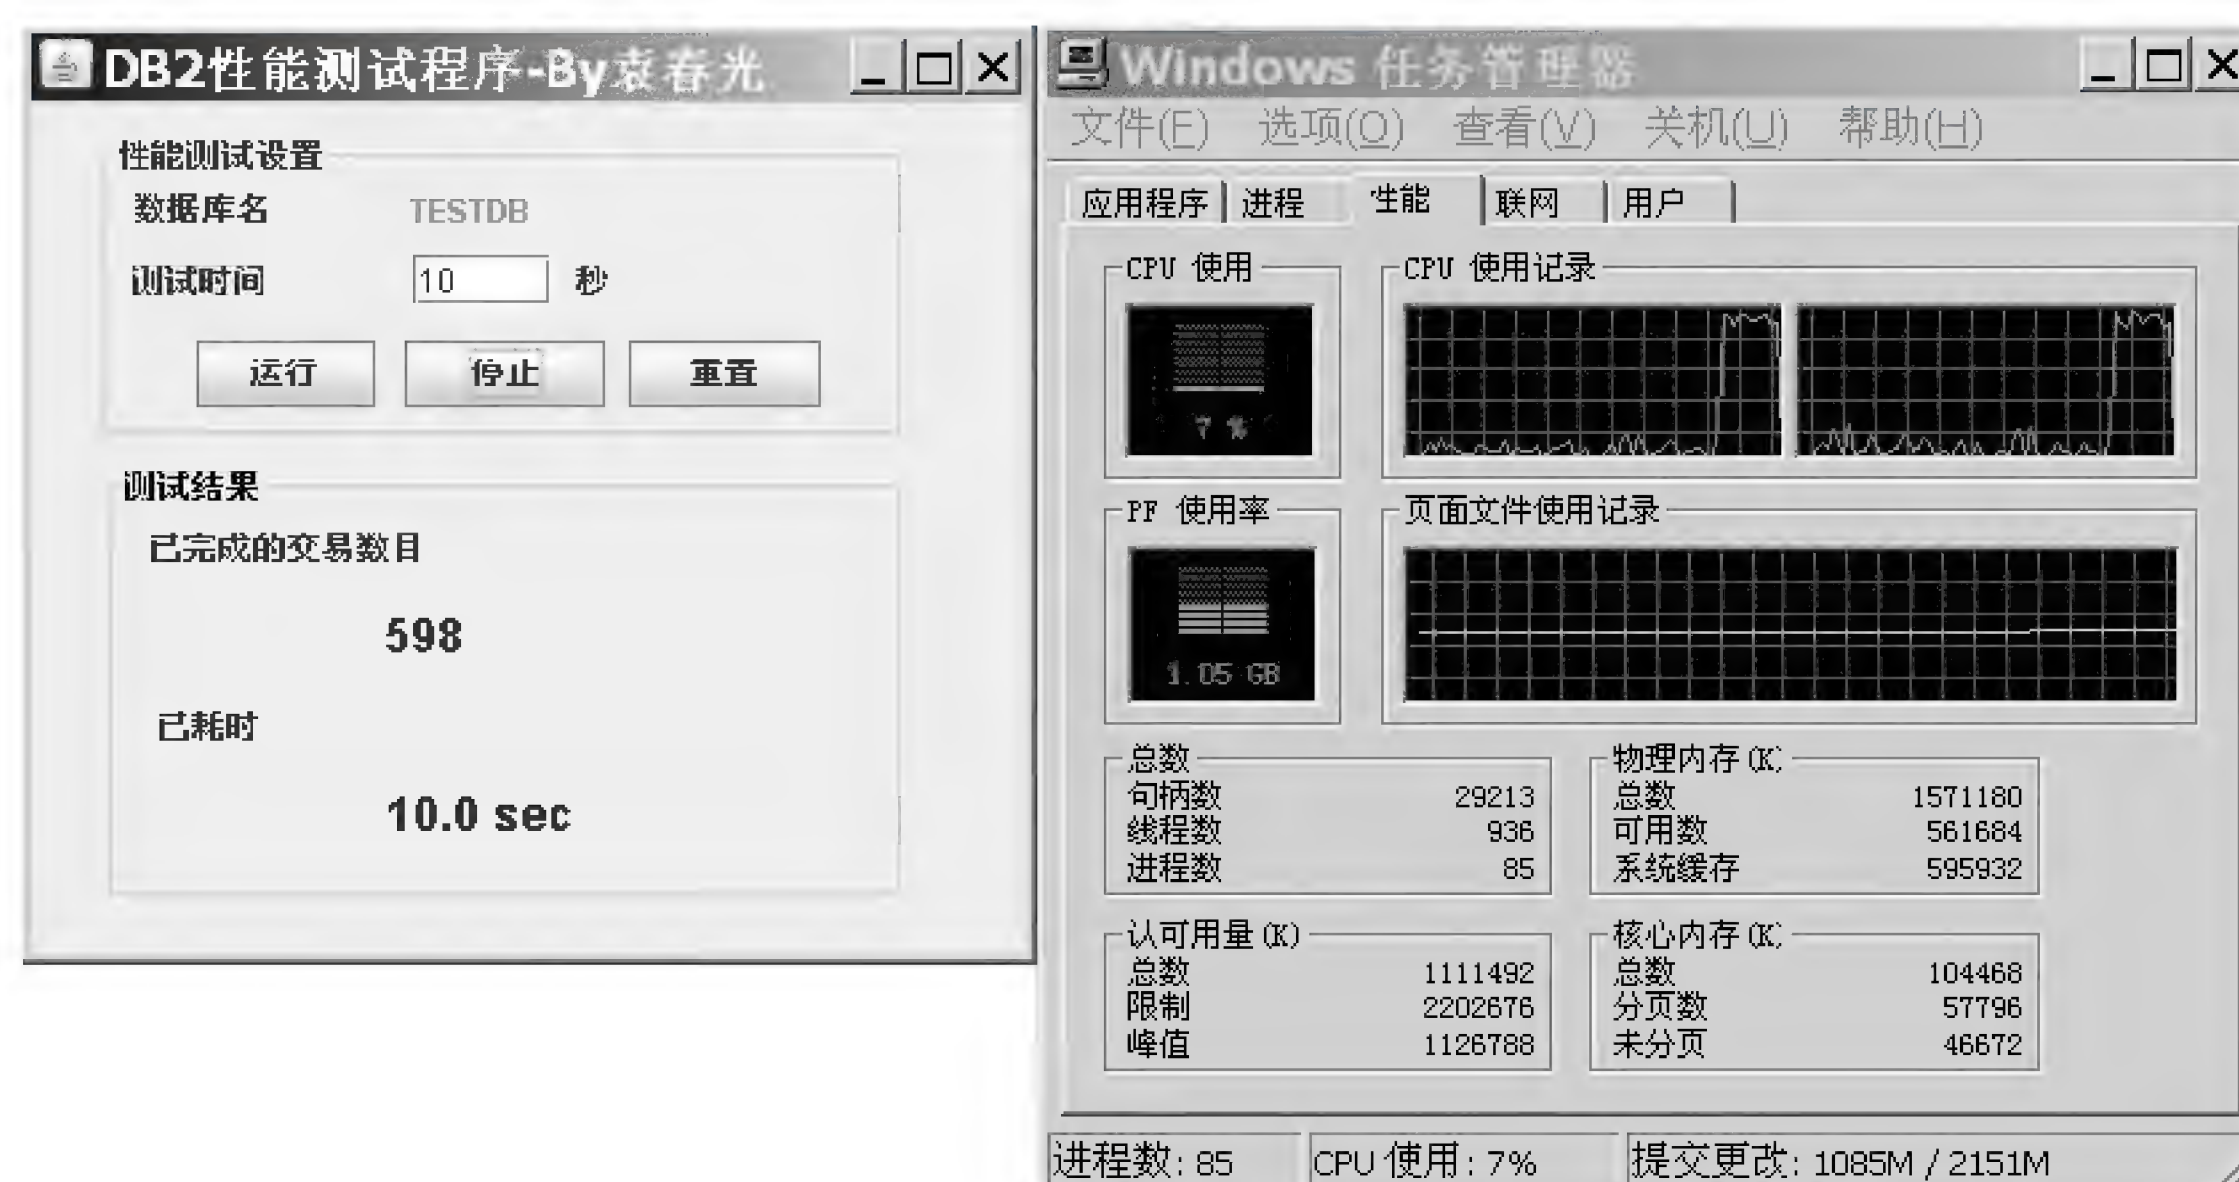 DB2性能测试程序-By袁春光
性能测试设置
数据库名 TESTDB
测试时间 10 秒
运行 停止 重置
测试结果
已完成的交易数目
598
已耗时
10.0 sec
Windows 任务管理器
文件(F) 选项(O) 查看(V) 关机(U) 帮助(H)
应用程序 进程 性能 联网 用户
CPU 使用 CPU 使用记录
7 %
PF 使用率 页面文件使用记录
1.05 GB
总数
句柄数 29213
线程数 936
进程数 85
物理内存(K)
总数 1571180
可用数 561684
系统缓存 595932
认可用量(K)
总数 1111492
限制 2202676
峰值 1126788
核心内存(K)
总数 104468
分页数 57796
未分页 46672
进程数: 85 CPU 使用: 7% 提交更改: 1085M / 2151M